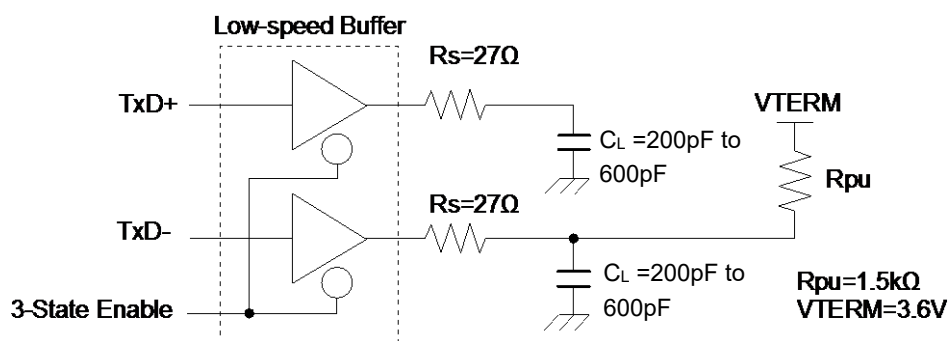 Low-speed Buffer
Rs=27Ω
TxD+
VTERM
CL =200pF to
600pF
Rpu
Rs=27Ω
TxD-
CL =200pF to
600pF
Rpu=1.5kΩ
VTERM=3.6V
3-State Enable